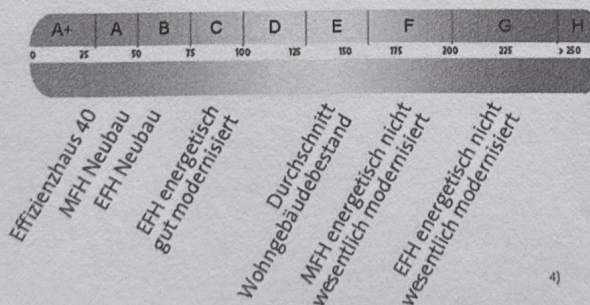 A+ A B C D E F G H
0 25 50 75 100 125 150 175 200 225 > 250
Effizienzhaus 40
MFH Neubau
EFH Neubau
EFH energetisch
gut modernisiert
Durchschnitt
Wohngebäudebestand
MFH energetisch nicht
wesentlich modernisiert
EFH energetisch nicht
wesentlich modernisiert
4)